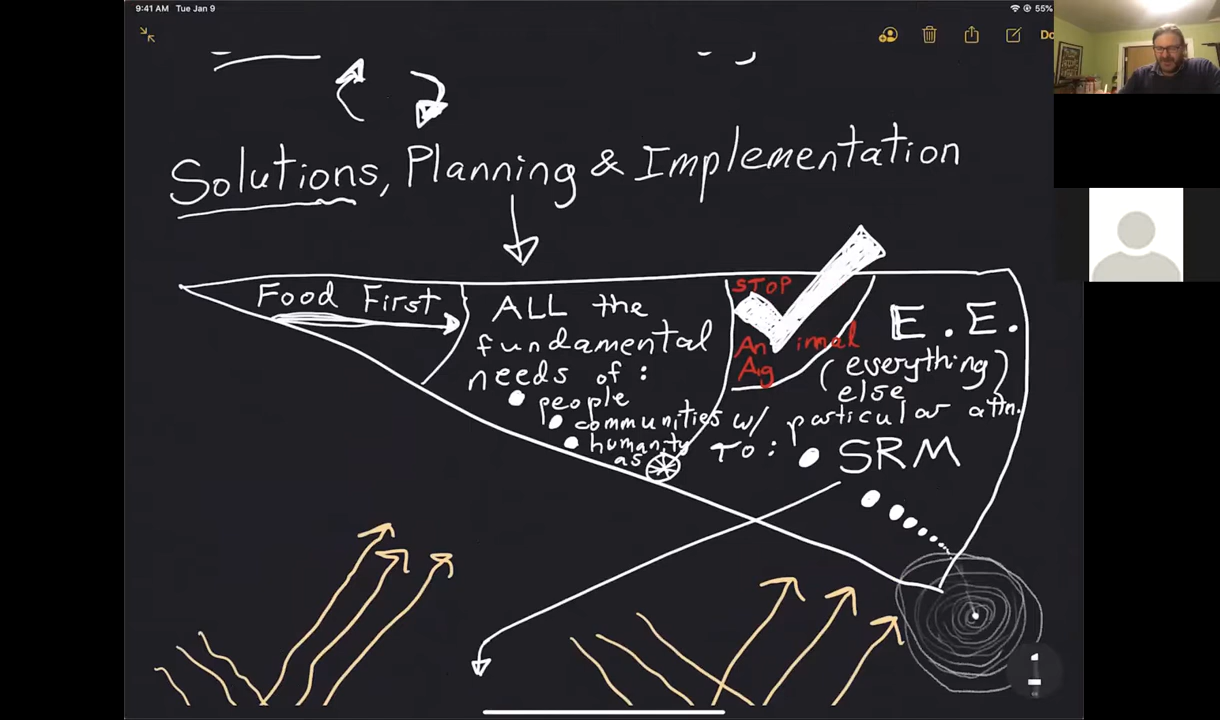 9:41 AM Tue Jan 9
55%
Solutions, Planning & Implementation
Food First
ALL the
fundamental
needs of:
people
communities
humanity
as
STOP
Animal
Ag
E.E.
(everything
else
w/ particular attn.
To:
SRM